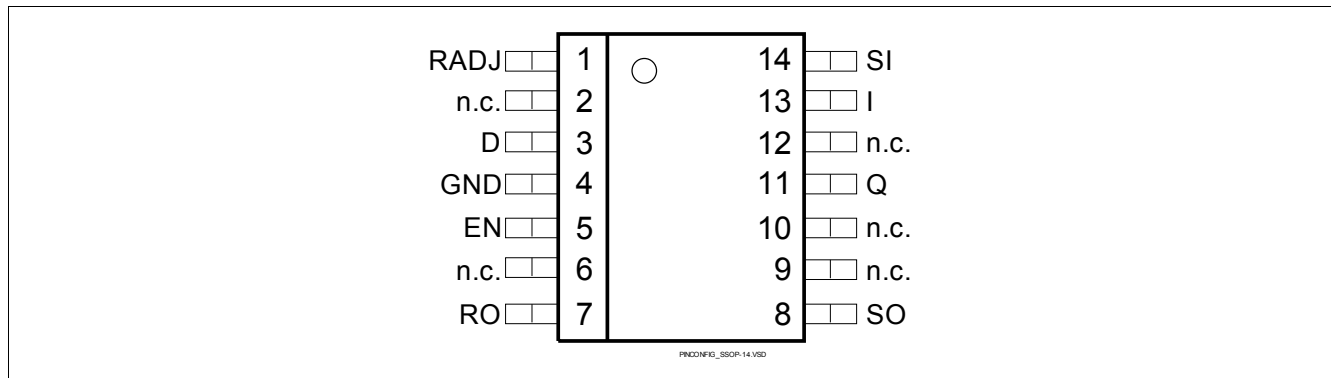 RADJ 1 14 SI
n.c. 2 13 I
D 3 12 n.c.
GND 4 11 Q
EN 5 10 n.c.
n.c. 6 9 n.c.
RO 7 8 SO
PINCONFIG_SSOP-14.VSD